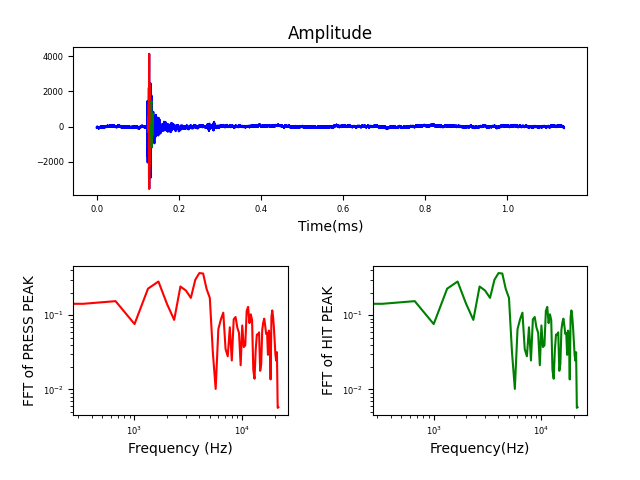 Amplitude
4000
2000
0
−2000
0.0 0.2 0.4 0.6 0.8 1.0
Time(ms)
FFT of PRESS PEAK
10⁻¹
10⁻²
10³ 10⁴
Frequency (Hz)
FFT of HIT PEAK
10⁻¹
10⁻²
10³ 10⁴
Frequency(Hz)